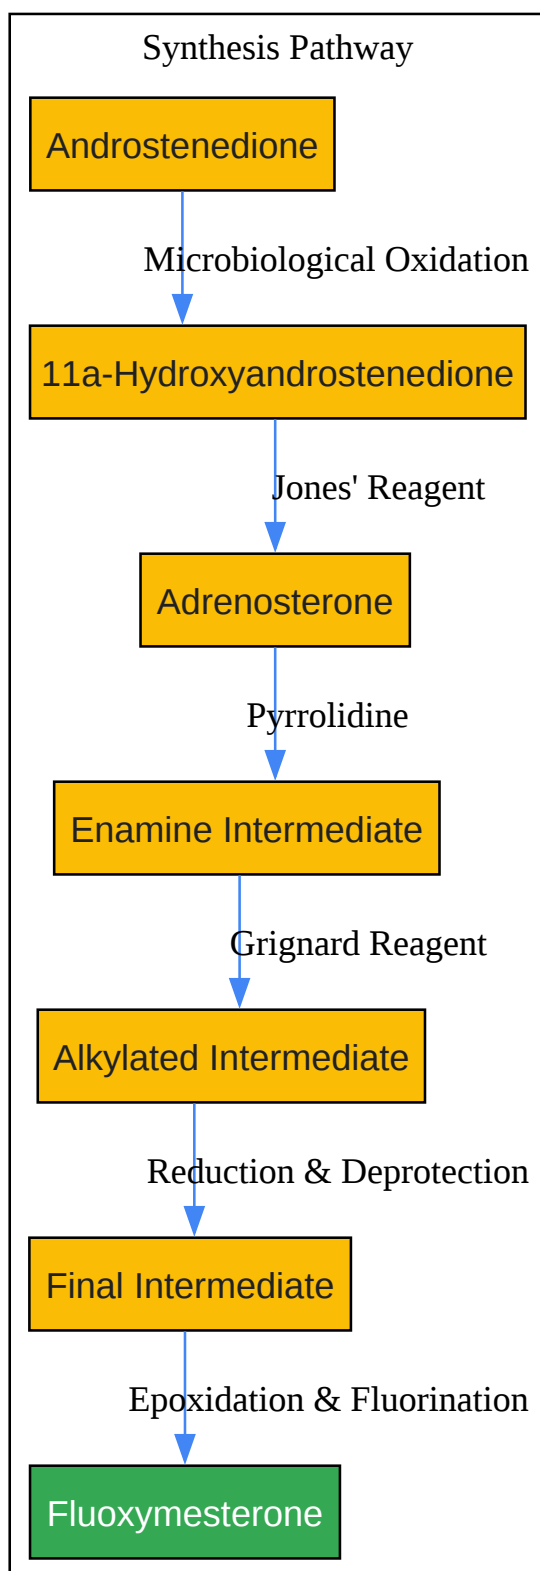 Synthesis Pathway
Androstenedione
Microbiological Oxidation
11a-Hydroxyandrostenedione
Jones' Reagent
Adrenosterone
Pyrrolidine
Enamine Intermediate
Grignard Reagent
Alkylated Intermediate
Reduction & Deprotection
Final Intermediate
Epoxidation & Fluorination
Fluoxymesterone